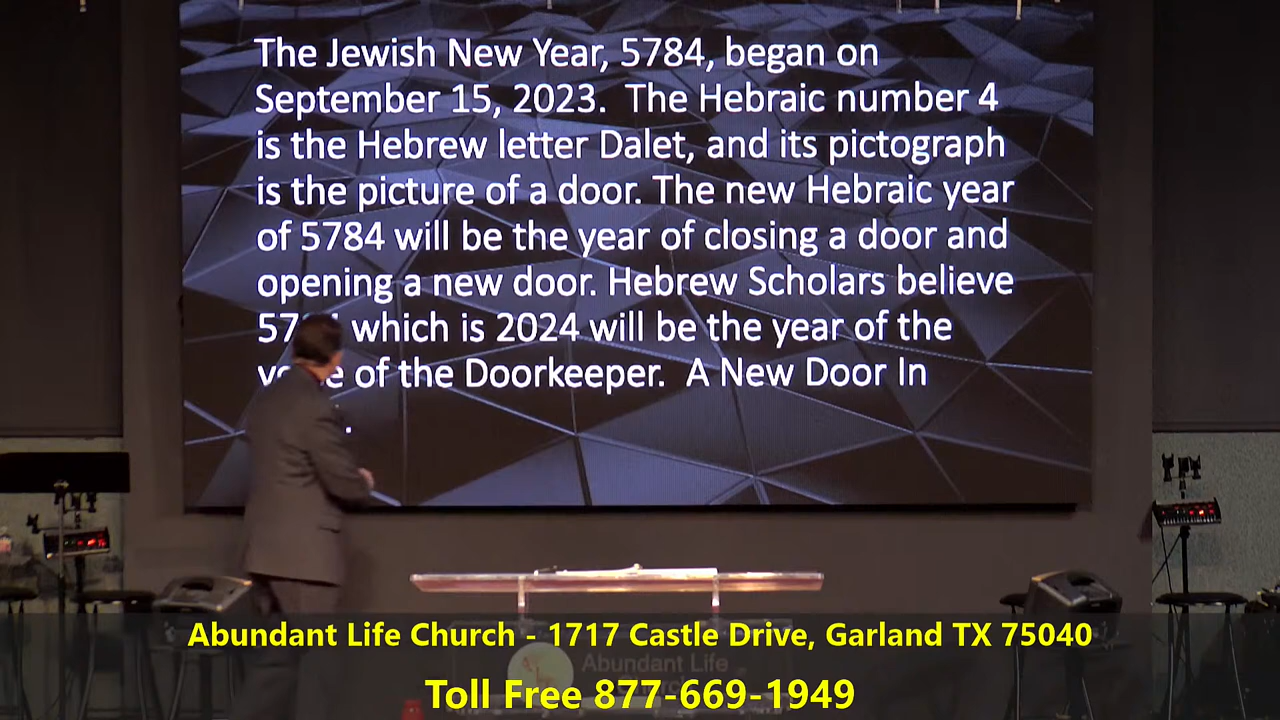 The Jewish New Year, 5784, began on
September 15, 2023. The Hebraic number 4
is the Hebrew letter Dalet, and its pictograph
is the picture of a door. The new Hebraic year
of 5784 will be the year of closing a door and
opening a new door. Hebrew Scholars believe
which is 2024 will be the year of the
of the Doorkeeper. A New Door In
Abundant Life Church - 1717 Castle Drive, Garland TX 75040
Abundant Life
Toll Free 877-669-1949